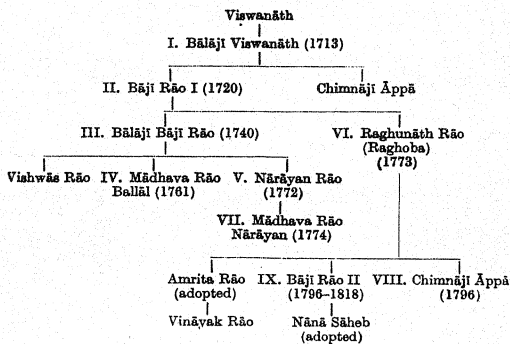 Viswanāth
I. Bālājī Viswanāth (1713)
II. Bājī Rāo I (1720)
Chimnājī Āppā
III. Bālājī Bājī Rāo (1740)
VI. Raghunāth Rāo
(Raghoba)
(1773)
Vishwās Rāo
IV. Mādhava Rāo
Ballāl (1761)
V. Nārāyan Rāo
(1772)
VII. Mādhava Rāo
Nārāyan (1774)
Amrita Rāo
(adopted)
IX. Bājī Rāo II
(1796–1818)
VIII. Chimnājī Āppā
(1796)
Vināyak Rāo
Nānā Sāheb
(adopted)